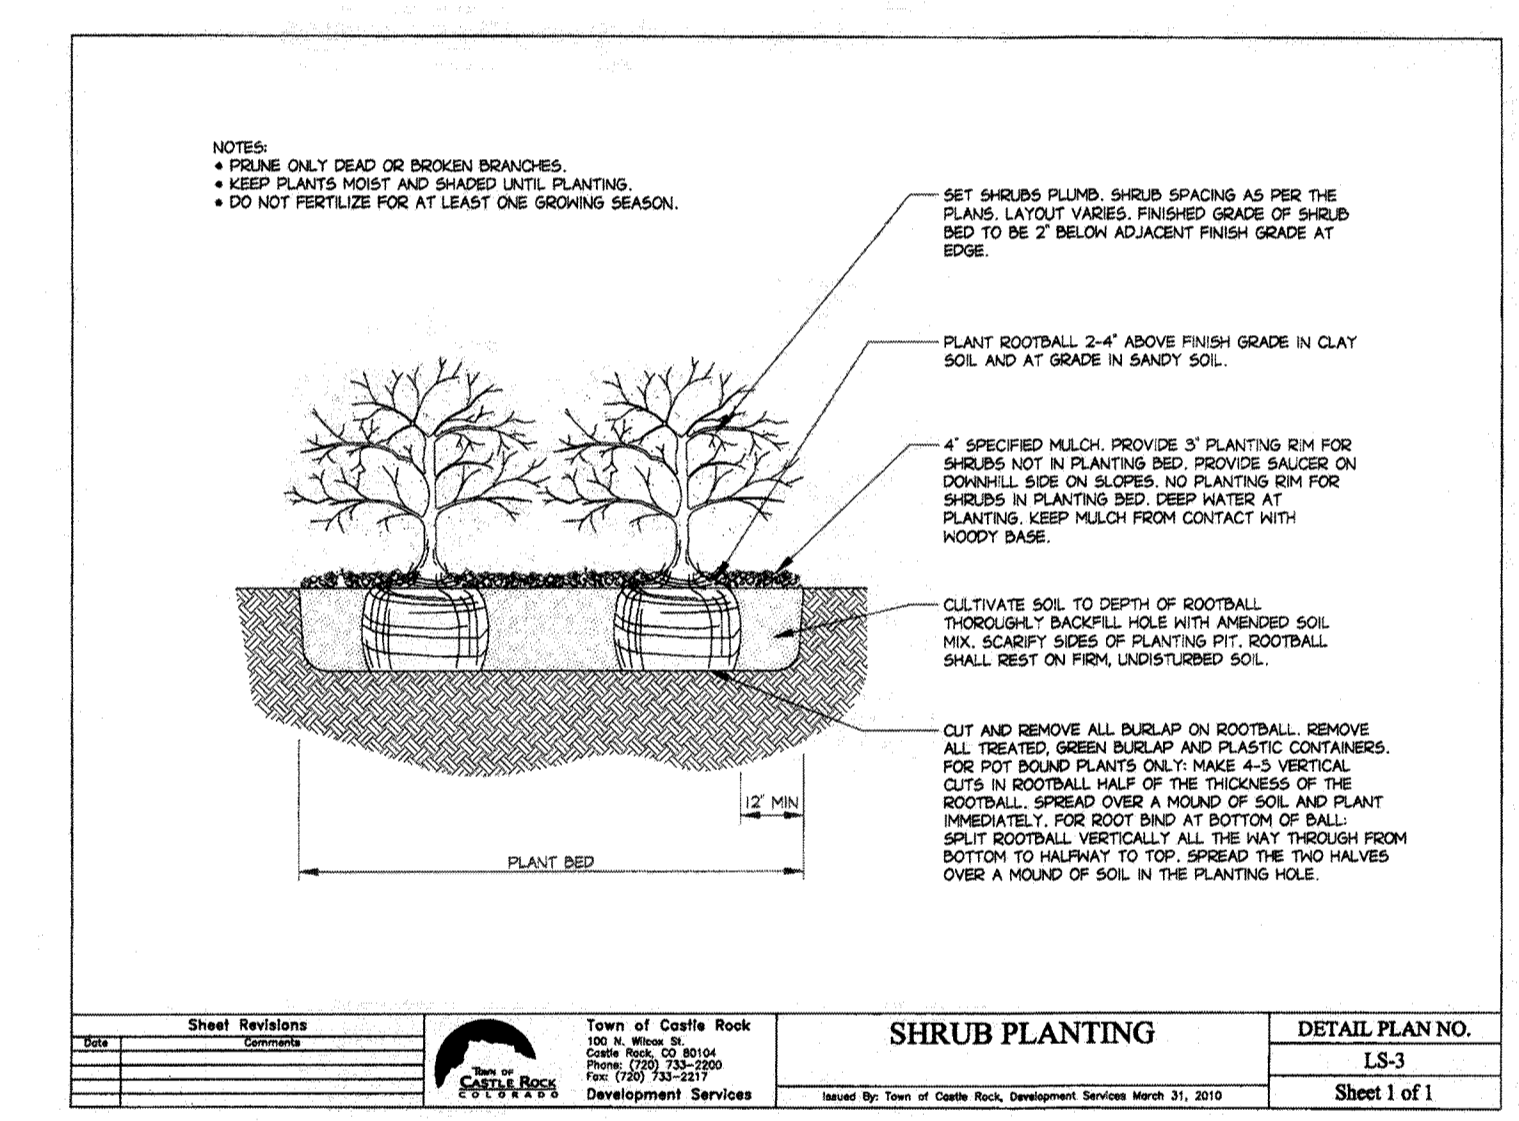 NOTES:
• PRUNE ONLY DEAD OR BROKEN BRANCHES.
• KEEP PLANTS MOIST AND SHADED UNTIL PLANTING.
• DO NOT FERTILIZE FOR AT LEAST ONE GROWING SEASON.
SET SHRUBS PLUMB. SHRUB SPACING AS PER THE
PLANS. LAYOUT VARIES. FINISHED GRADE OF SHRUB
BED TO BE 2" BELOW ADJACENT FINISH GRADE AT
EDGE.
PLANT ROOTBALL 2-4" ABOVE FINISH GRADE IN CLAY
SOIL AND AT GRADE IN SANDY SOIL.
4" SPECIFIED MULCH. PROVIDE 3" PLANTING RIM FOR
SHRUBS NOT IN PLANTING BED. PROVIDE SAUCER ON
DOWNHILL SIDE ON SLOPES. NO PLANTING RIM FOR
SHRUBS IN PLANTING BED. DEEP WATER AT
PLANTING. KEEP MULCH FROM CONTACT WITH
WOODY BASE.
CULTIVATE SOIL TO DEPTH OF ROOTBALL
THOROUGHLY BACKFILL HOLE WITH AMENDED SOIL
MIX. SCARIFY SIDES OF PLANTING PIT. ROOTBALL
SHALL REST ON FIRM, UNDISTURBED SOIL.
CUT AND REMOVE ALL BURLAP ON ROOTBALL. REMOVE
ALL TREATED, GREEN BURLAP AND PLASTIC CONTAINERS.
FOR POT BOUND PLANTS ONLY: MAKE 4-5 VERTICAL
CUTS IN ROOTBALL HALF OF THE THICKNESS OF THE
ROOTBALL. SPREAD OVER A MOUND OF SOIL AND PLANT
IMMEDIATELY. FOR ROOT BIND AT BOTTOM OF BALL:
SPLIT ROOTBALL VERTICALLY ALL THE WAY THROUGH FROM
BOTTOM TO HALFWAY TO TOP. SPREAD THE TWO HALVES
OVER A MOUND OF SOIL IN THE PLANTING HOLE.
12" MIN
PLANT BED
Sheet Revisions
Date Comments
TOWN OF
CASTLE ROCK
COLORADO
Town of Castle Rock
100 N. Wilcox St.
Castle Rock, CO 80104
Phone: (720) 733-2200
Fax: (720) 733-2217
Development Services
SHRUB PLANTING
Issued By: Town of Castle Rock, Development Services March 31, 2010
DETAIL PLAN NO.
LS-3
Sheet 1 of 1